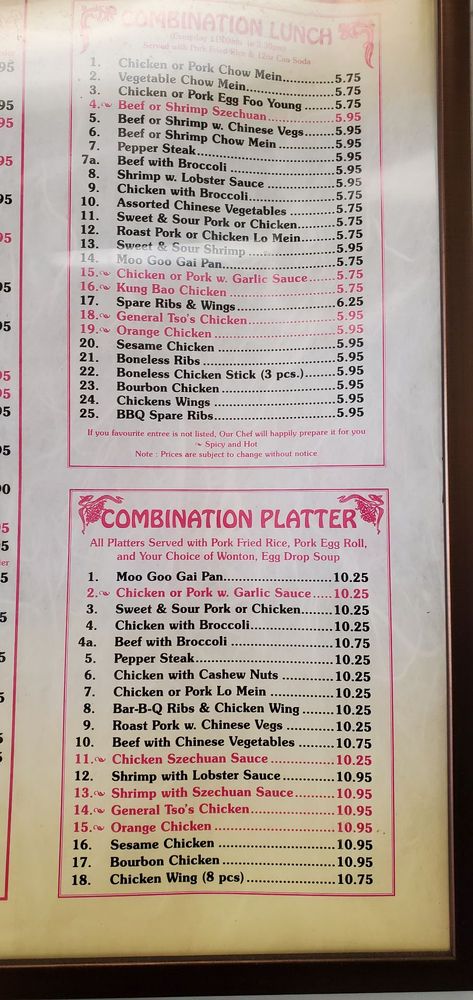 COMBINATION LUNCH
Served with Pork Fried Rice & 12oz Can Soda
1. Chicken or Pork Chow Mein 5.75
2. Vegetable Chow Mein 5.75
3. Chicken or Pork Egg Foo Young 5.75
4. Beef or Shrimp Szechuan 5.95
5. Beef or Shrimp w. Chinese Vegs 5.95
6. Beef or Shrimp Chow Mein 5.95
7. Pepper Steak 5.95
7a. Beef with Broccoli 5.95
8. Shrimp w. Lobster Sauce 5.95
9. Chicken with Broccoli 5.75
10. Assorted Chinese Vegetables 5.75
11. Sweet & Sour Pork or Chicken 5.75
12. Roast Pork or Chicken Lo Mein 5.75
13. Sweet & Sour Shrimp 5.95
14. Moo Goo Gai Pan 5.75
15. Chicken or Pork w. Garlic Sauce 5.75
16. Kung Bao Chicken 5.75
17. Spare Ribs & Wings 6.25
18. General Tso's Chicken 5.95
19. Orange Chicken 5.95
20. Sesame Chicken 5.95
21. Boneless Ribs 5.95
22. Boneless Chicken Stick (3 pcs.) 5.95
23. Bourbon Chicken 5.95
24. Chickens Wings 5.95
25. BBQ Spare Ribs 5.95
If you favourite entree is not listed, Our Chef will happily prepare it for you
Spicy and Hot
Note : Prices are subject to change without notice
COMBINATION PLATTER
All Platters Served with Pork Fried Rice, Pork Egg Roll,
and Your Choice of Wonton, Egg Drop Soup
1. Moo Goo Gai Pan 10.25
2. Chicken or Pork w. Garlic Sauce 10.25
3. Sweet & Sour Pork or Chicken 10.25
4. Chicken with Broccoli 10.25
4a. Beef with Broccoli 10.75
5. Pepper Steak 10.25
6. Chicken with Cashew Nuts 10.25
7. Chicken or Pork Lo Mein 10.25
8. Bar-B-Q Ribs & Chicken Wing 10.25
9. Roast Pork w. Chinese Vegs 10.25
10. Beef with Chinese Vegetables 10.75
11. Chicken Szechuan Sauce 10.25
12. Shrimp with Lobster Sauce 10.95
13. Shrimp with Szechuan Sauce 10.95
14. General Tso's Chicken 10.95
15. Orange Chicken 10.95
16. Sesame Chicken 10.95
17. Bourbon Chicken 10.95
18. Chicken Wing (8 pcs) 10.75